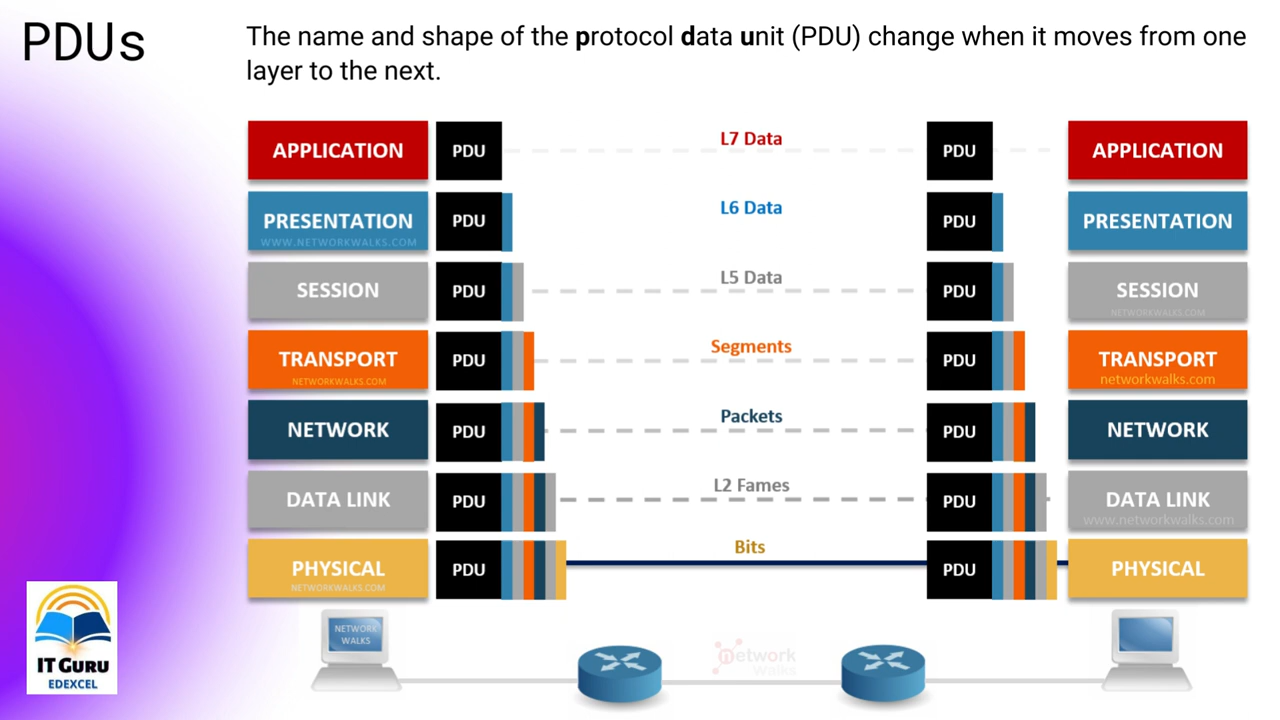 PDUs
The name and shape of the protocol data unit (PDU) change when it moves from one
layer to the next.
APPLICATION PDU L7 Data PDU APPLICATION
PRESENTATION PDU L6 Data PDU PRESENTATION
WWW.NETWORKWALKS.COM
SESSION PDU L5 Data PDU SESSION
NETWORKWALKS.COM
TRANSPORT PDU Segments PDU TRANSPORT
NETWORKWALKS.COM networkwalks.com
NETWORK PDU Packets PDU NETWORK
DATA LINK PDU L2 Fames PDU DATA LINK
www.networkwalks.com
PHYSICAL PDU Bits PDU PHYSICAL
NETWORKWALKS.COM
NETWORK
WALKS
network
Walks
IT GURU
EDEXCEL